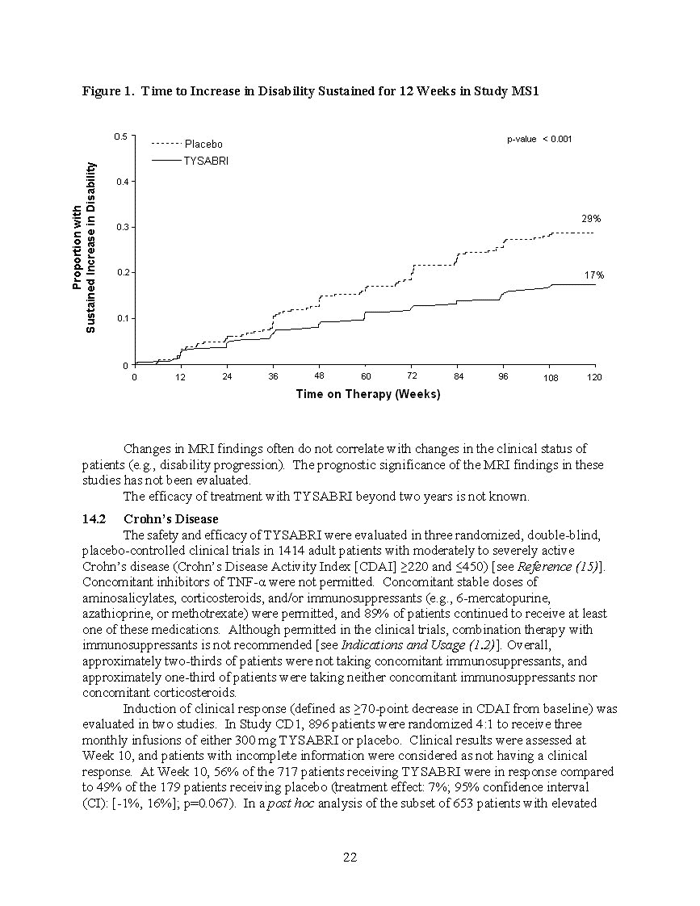 Figure 1. Time to Increase in Disability Sustained for 12 Weeks in Study MS1
Proportion with
Sustained Increase in Disability
0.5
0.4
0.3
0.2
0.1
0
Placebo
TYSABRI
p-value < 0.001
29%
17%
0 12 24 36 48 60 72 84 96 108 120
Time on Therapy (Weeks)
Changes in MRI findings often do not correlate with changes in the clinical status of
patients (e.g., disability progression). The prognostic significance of the MRI findings in these
studies has not been evaluated.
The efficacy of treatment with TYSABRI beyond two years is not known.
14.2 Crohn's Disease
The safety and efficacy of TYSABRI were evaluated in three randomized, double-blind,
placebo-controlled clinical trials in 1414 adult patients with moderately to severely active
Crohn's disease (Crohn's Disease Activity Index [CDAI] ≥220 and ≤450) [see Reference (15)].
Concomitant inhibitors of TNF-α were not permitted. Concomitant stable doses of
aminosalicylates, corticosteroids, and/or immunosuppressants (e.g., 6-mercatopurine,
azathioprine, or methotrexate) were permitted, and 89% of patients continued to receive at least
one of these medications. Although permitted in the clinical trials, combination therapy with
immunosuppressants is not recommended [see Indications and Usage (1.2)]. Overall,
approximately two-thirds of patients were not taking concomitant immunosuppressants, and
approximately one-third of patients were taking neither concomitant immunosuppressants nor
concomitant corticosteroids.
Induction of clinical response (defined as ≥70-point decrease in CDAI from baseline) was
evaluated in two studies. In Study CD1, 896 patients were randomized 4:1 to receive three
monthly infusions of either 300 mg TYSABRI or placebo. Clinical results were assessed at
Week 10, and patients with incomplete information were considered as not having a clinical
response. At Week 10, 56% of the 717 patients receiving TYSABRI were in response compared
to 49% of the 179 patients receiving placebo (treatment effect: 7%; 95% confidence interval
(CI): [-1%, 16%]; p=0.067). In a post hoc analysis of the subset of 653 patients with elevated
22